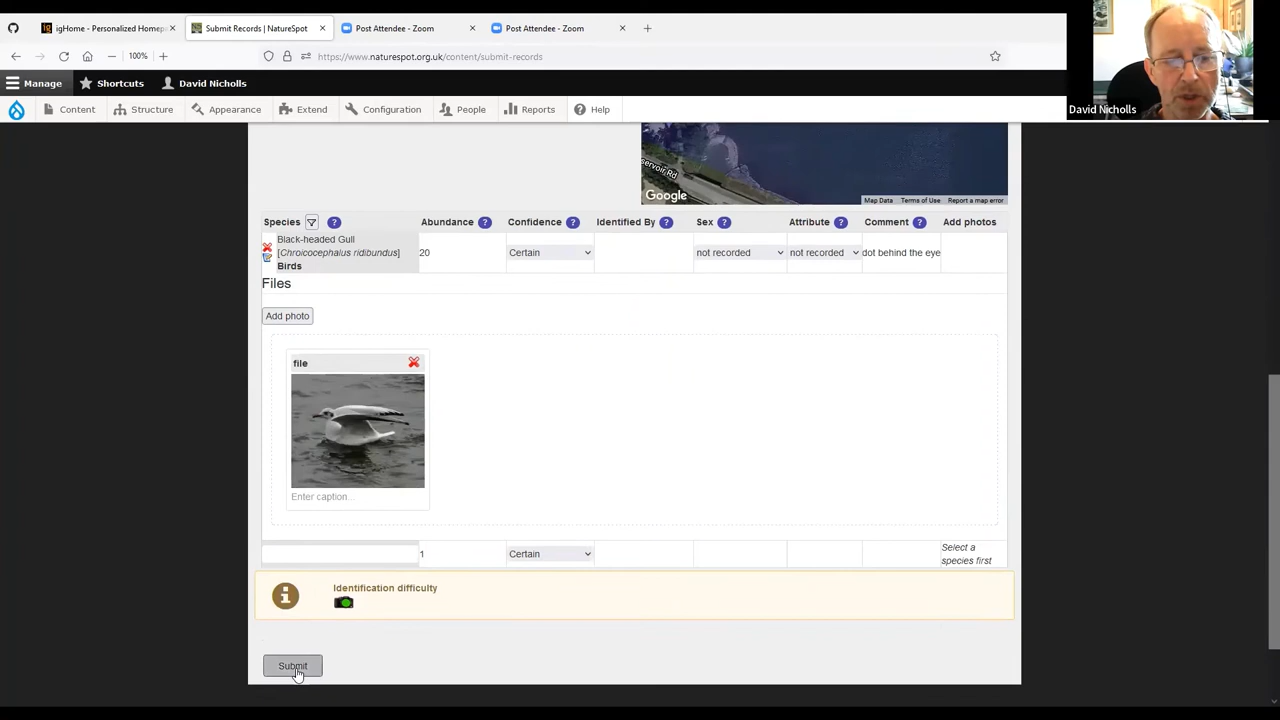 igHome - Personalized Homep
Submit Records | NatureSpot
Post Attendee - Zoom
Post Attendee - Zoom
100%
https://www.naturespot.org.uk/content/submit-records
Manage
Shortcuts
David Nicholls
Content
Structure
Appearance
Extend
Configuration
People
Reports
Help
David Nicholls
servoir Rd
Google
Map Data
Terms of Use
Report a map error
Species
Abundance
Confidence
Identified By
Sex
Attribute
Comment
Add photos
Black-headed Gull
[Chroicocephalus ridibundus]
Birds
20
Certain
not recorded
not recorded
dot behind the eye
Files
Add photo
file
Enter caption...
1
Certain
Select a
species first
Identification difficulty
Submit